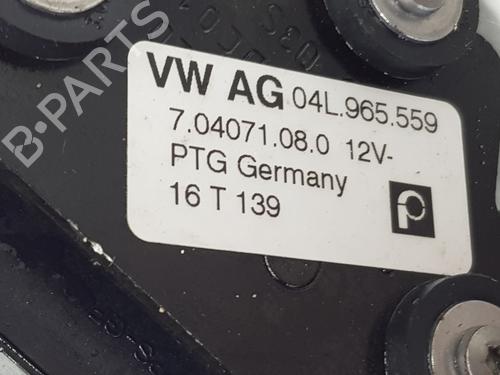 B-PARTS
VW AG 04L.965.559
7.04071.08.0 12V-
PTG Germany
16 T 139